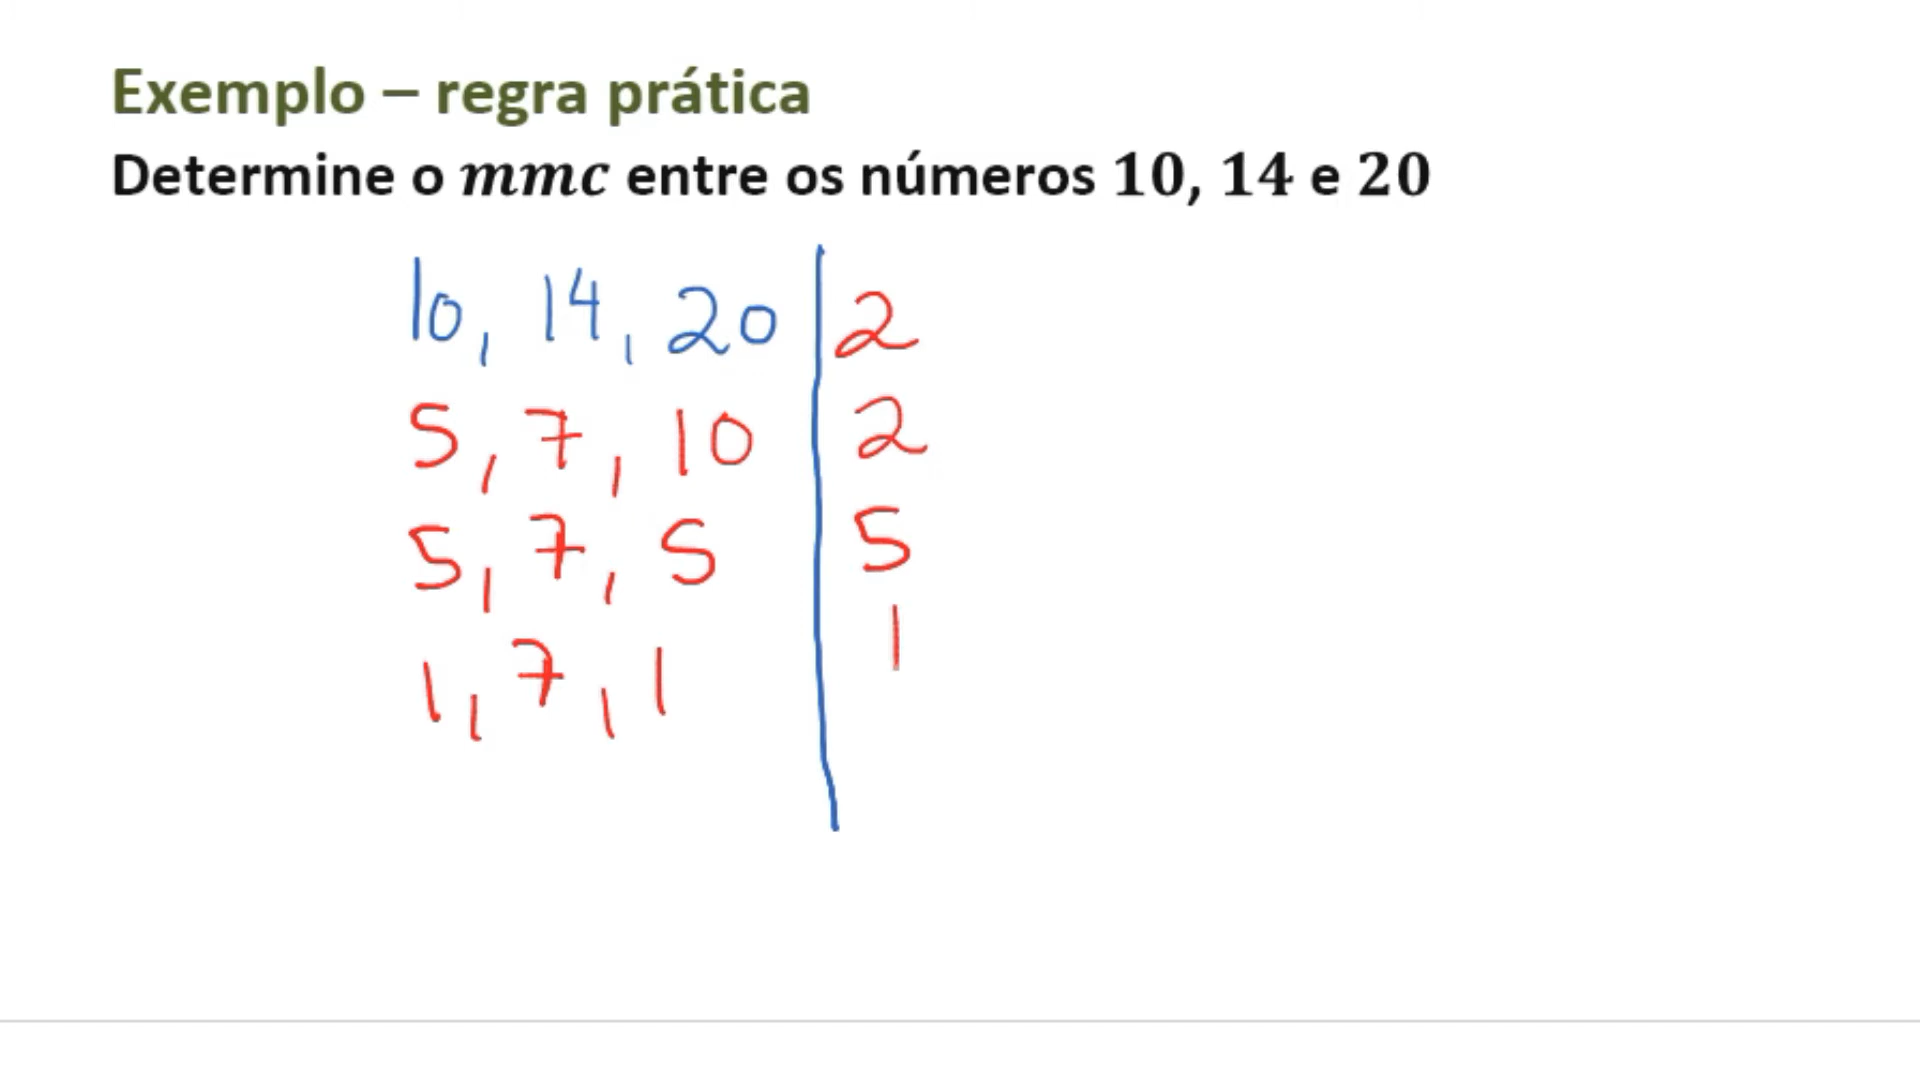 Exemplo – regra prática
Determine o mmc entre os números 10, 14 e 20
10, 14, 20 | 2
5, 7, 10 | 2
5, 7, 5 | 5
1, 7, 1 | 1